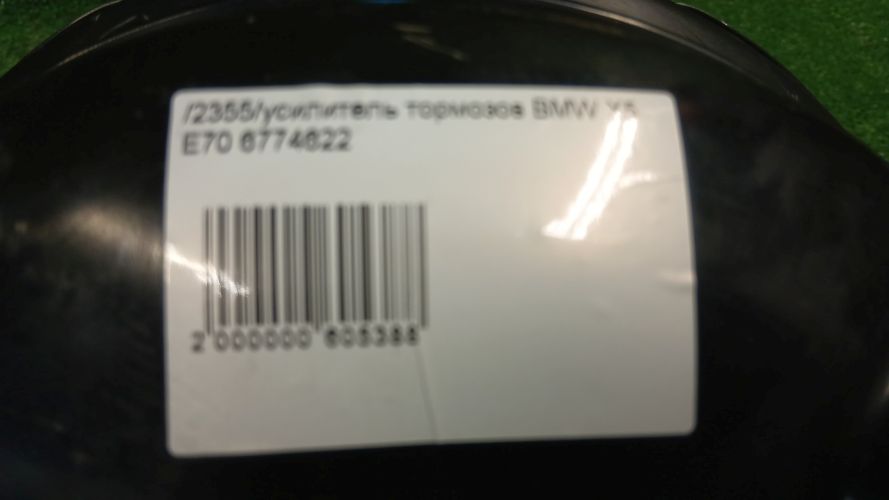 /2355/усилитель тормозов BMW X5
E70 6774622
2 000000 605388